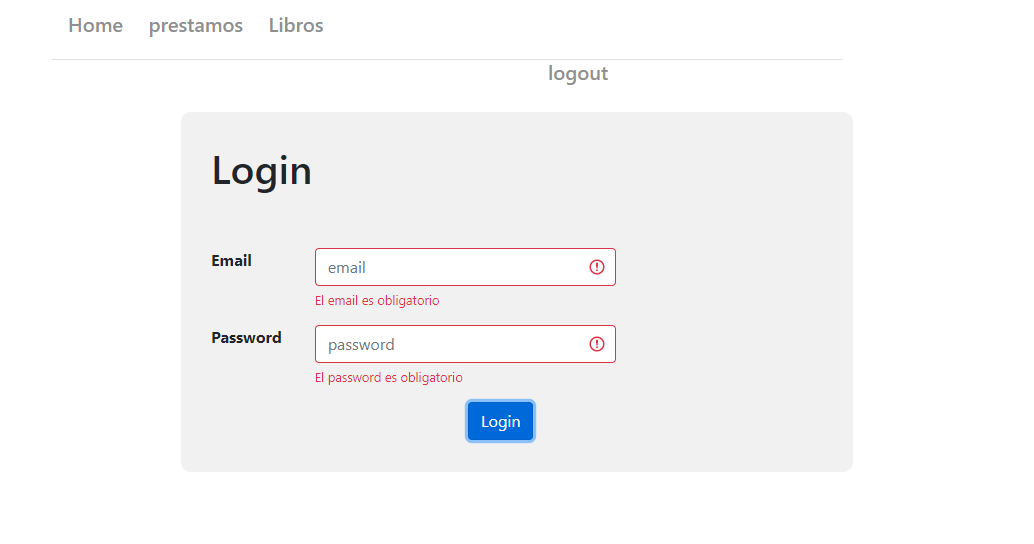 Home prestamos Libros
logout
Login
Email
email
El email es obligatorio
Password
password
El password es obligatorio
Login